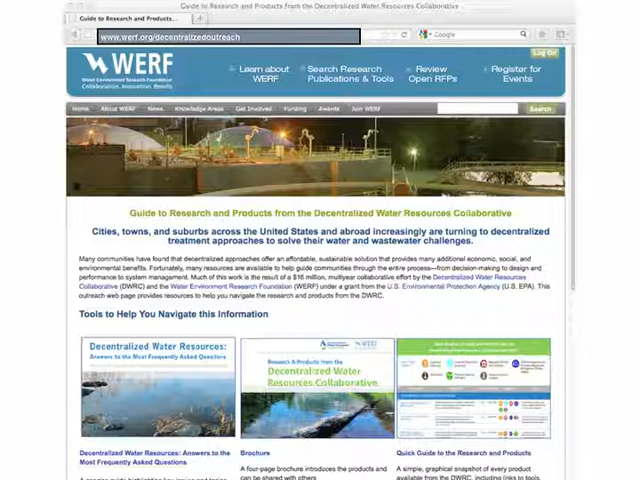 Guide to Research and Products from the Decentralized Water Resources Collaborative
Guide to Research and Products...
www.werf.org/decentralizedoutreach
Google
Log On
WERF
Water Environment Research Foundation
Collaboration. Innovation. Results.
Learn about WERF
Search Research Publications & Tools
Review Open RFPs
Register for Events
Home About WERF News Knowledge Areas Get Involved Funding Awards Join WERF Search
Guide to Research and Products from the Decentralized Water Resources Collaborative
Cities, towns, and suburbs across the United States and abroad increasingly are turning to decentralized
treatment approaches to solve their water and wastewater challenges.
Many communities have found that decentralized approaches offer an affordable, sustainable solution that provides many additional economic, social, and
environmental benefits. Fortunately, many resources are available to help guide communities through the entire process—from decision-making to design and
performance to system management. Much of this work is the result of a $16 million, multiyear collaborative effort by the Decentralized Water Resources
Collaborative (DWRC) and the Water Environment Research Foundation (WERF) under a grant from the U.S. Environmental Protection Agency (U.S. EPA). This
outreach web page provides resources to help you navigate the research and products from the DWRC.
Tools to Help You Navigate this Information
Decentralized Water Resources:
Answers to the Most Frequently Asked Questions
WERF
Research & Products from the
Decentralized Water
Resources Collaborative
Decentralized Water Resources: Answers to the
Most Frequently Asked Questions
Brochure
A four-page brochure introduces the products and
can be shared with others
Quick Guide to the Research and Products
A simple, graphical snapshot of every product
available from the DWRC, including links to tools,